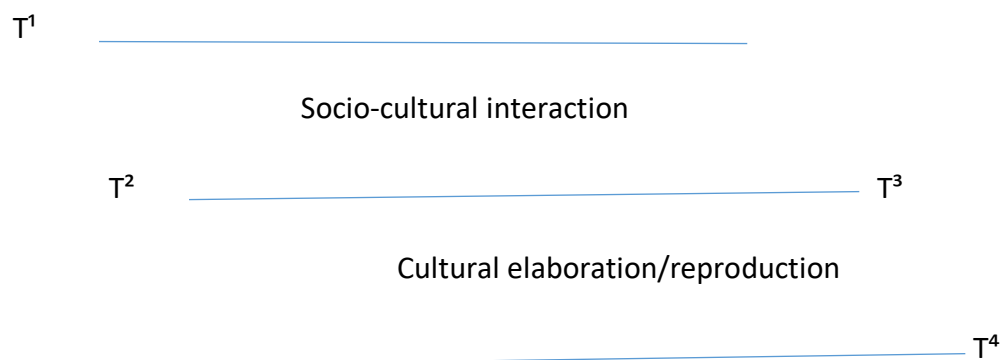 T¹
Socio-cultural interaction
T² T³
Cultural elaboration/reproduction
T⁴